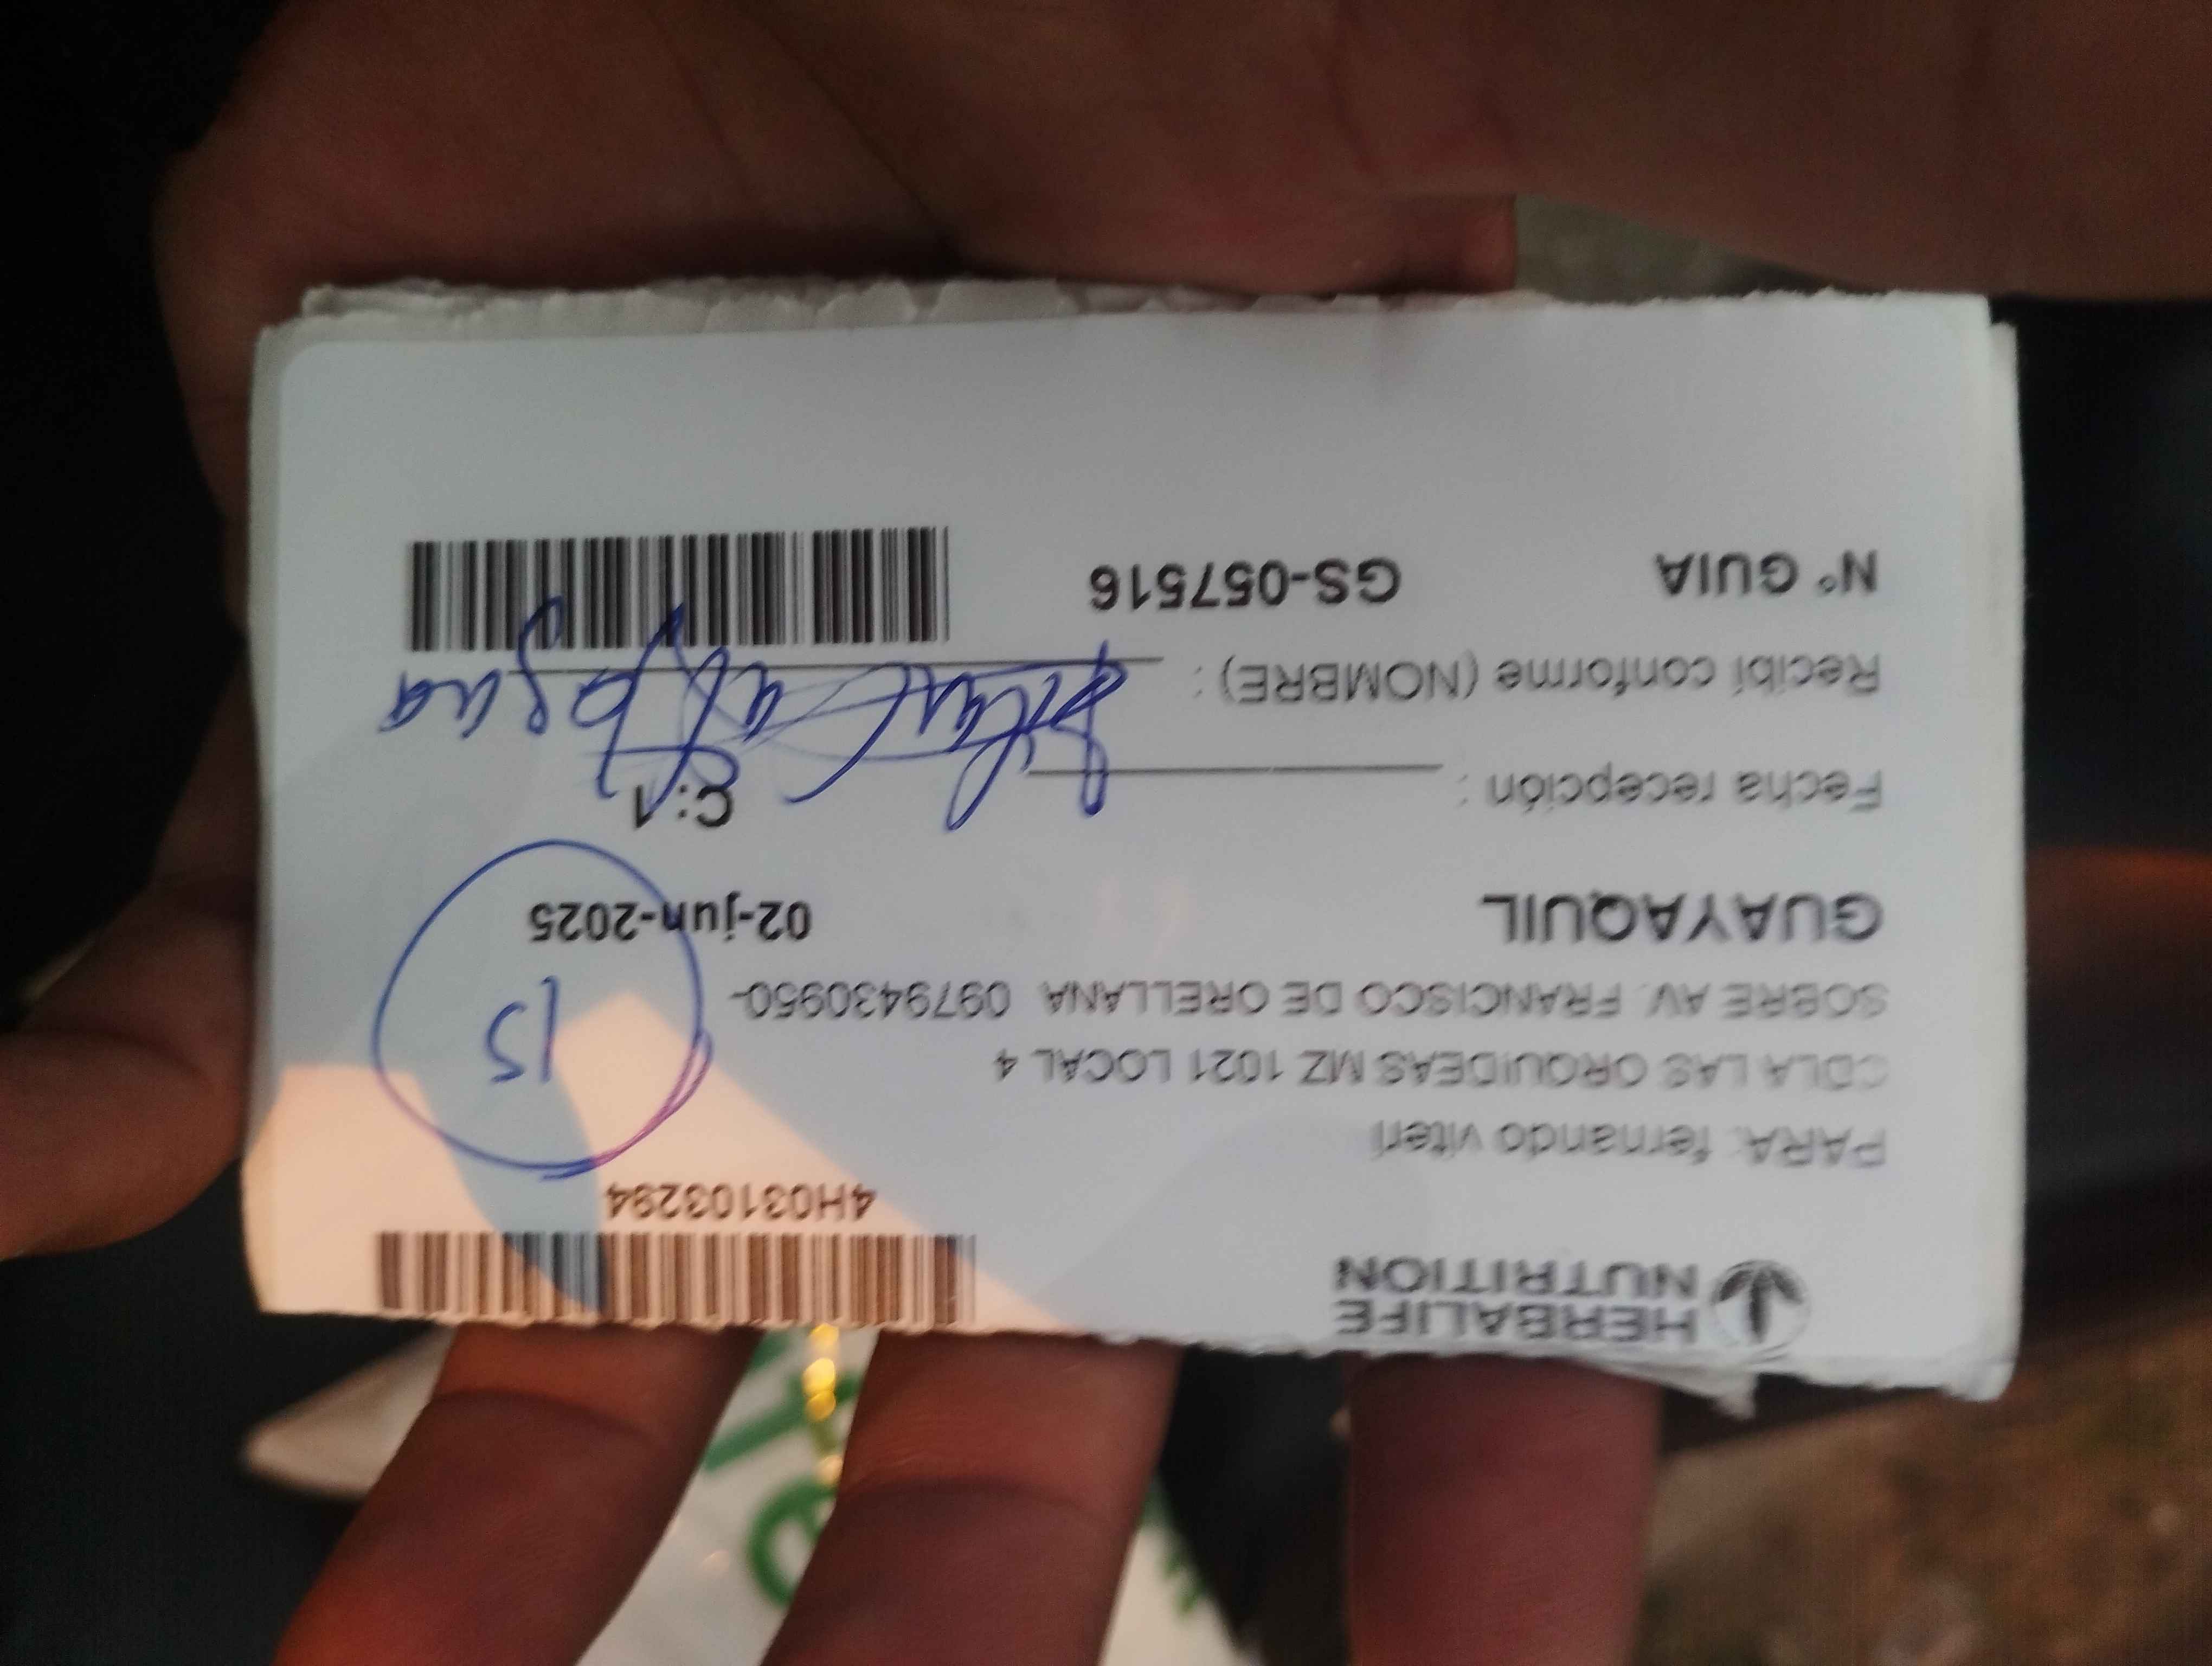 HERBALIFE
NUTRITION
4H03103294
PARA: fernando viteri
CDLA LAS ORQUIDEAS MZ 1021 LOCAL 4
SOBRE AV. FRANCISCO DE ORELLANA 0979430950-
15
GUAYAQUIL 02-jun-2025
Fecha recepción : C:1
Recibí conforme (NOMBRE) :
N° GUIA GS-057516